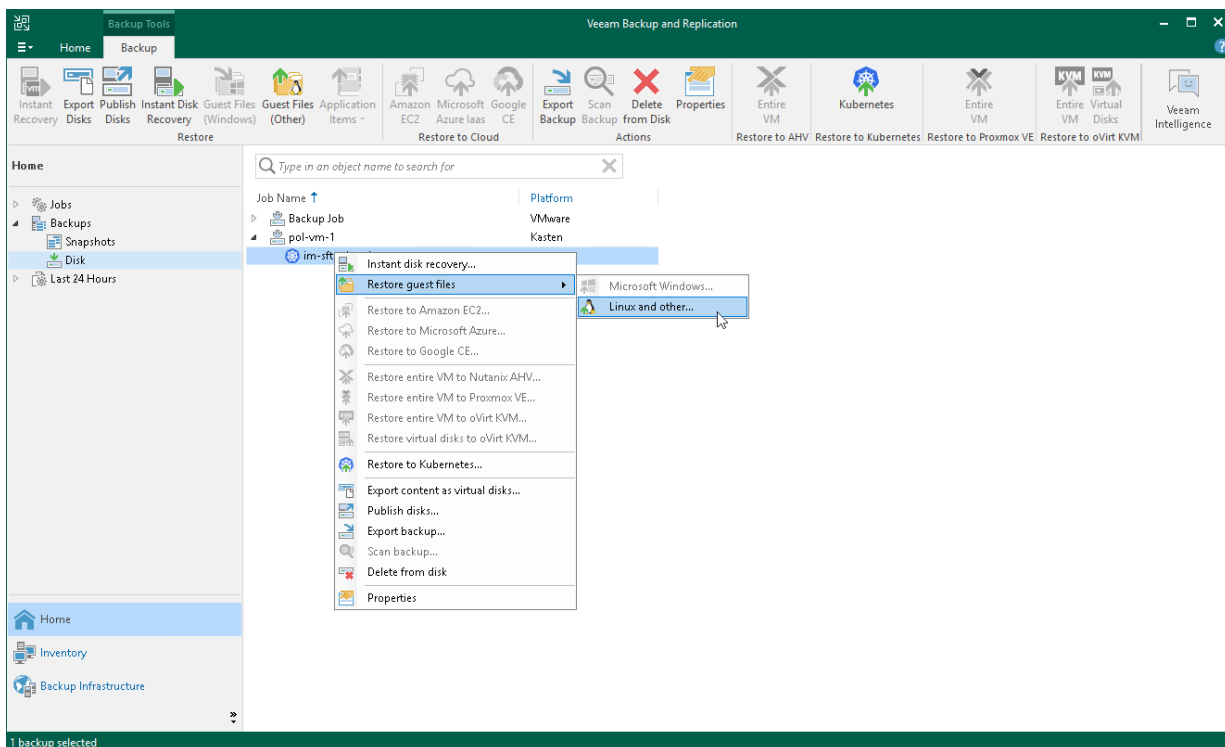 Backup Tools
Veeam Backup and Replication
Home Backup
?
Instant Recovery
Export Disks
Publish Disks
Instant Disk Recovery
Guest Files (Windows)
Guest Files (Other)
Application Items
Restore
Amazon EC2
Microsoft Azure Iaas
Google CE
Restore to Cloud
Export Backup
Scan Backup
Delete from Disk
Properties
Actions
Entire VM
Restore to AHV
Kubernetes
Restore to Kubernetes
Entire VM
Restore to Proxmox VE
KVM
Entire VM
KVM
Virtual Disks
Restore to oVirt KVM
Veeam Intelligence
Home
Jobs
Backups
Snapshots
Disk
Last 24 Hours
Type in an object name to search for
Job Name Platform
Backup Job VMware
pol-vm-1 Kasten
Instant disk recovery...
Restore guest files
Microsoft Windows...
Linux and other...
Restore to Amazon EC2...
Restore to Microsoft Azure...
Restore to Google CE...
Restore entire VM to Nutanix AHV...
Restore entire VM to Proxmox VE...
Restore entire VM to oVirt KVM...
Restore virtual disks to oVirt KVM...
Restore to Kubernetes...
Export content as virtual disks...
Publish disks...
Export backup...
Scan backup...
Delete from disk
Properties
Home
Inventory
Backup Infrastructure
1 backup selected